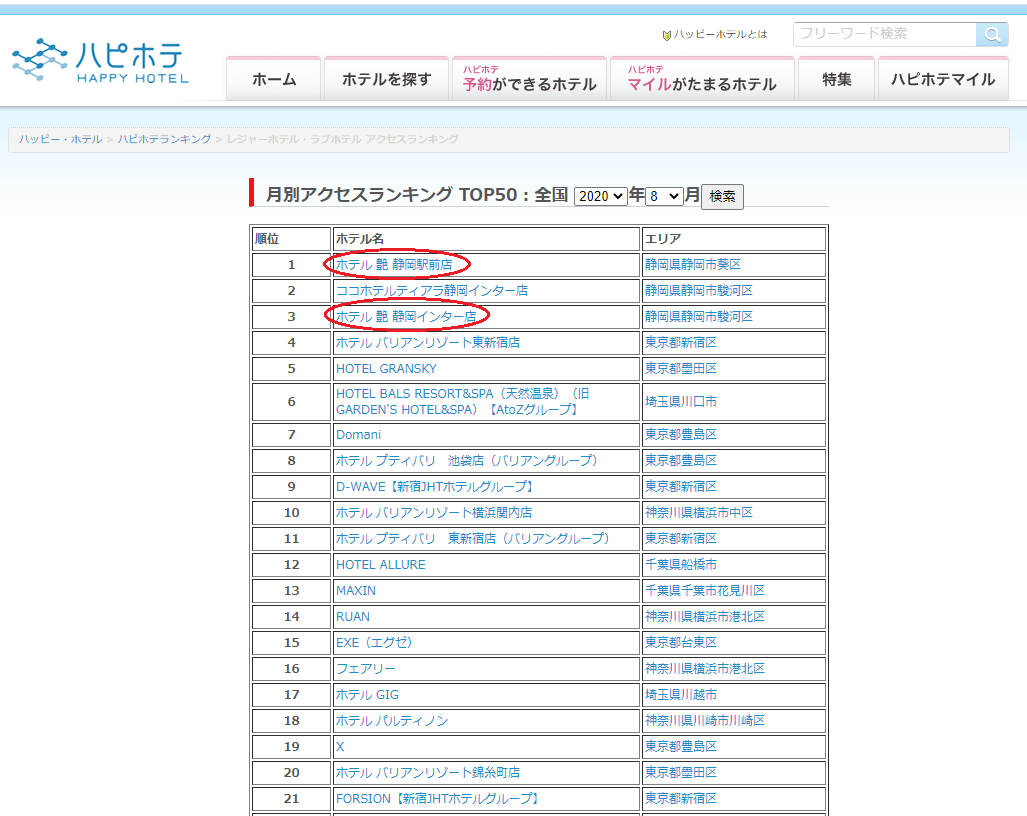 ハッピーホテルとは
フリーワード検索
ハピホテ
HAPPY HOTEL
ホーム
ホテルを探す
ハピホテ
予約ができるホテル
ハピホテ
マイルがたまるホテル
特集
ハピホテマイル
ハッピー・ホテル > ハピホテランキング > レジャーホテル・ラブホテル アクセスランキング
月別アクセスランキング TOP50：全国 2020 年 8 月 検索
順位 ホテル名 エリア
1 ホテル 艶 静岡駅前店 静岡県静岡市葵区
2 ココホテルティアラ静岡インター店 静岡県静岡市駿河区
3 ホテル 艶 静岡インター店 静岡県静岡市駿河区
4 ホテル バリアンリゾート東新宿店 東京都新宿区
5 HOTEL GRANSKY 東京都墨田区
6 HOTEL BALS RESORT&SPA（天然温泉）（旧
GARDEN'S HOTEL&SPA）【AtoZグループ】 埼玉県川口市
7 Domani 東京都豊島区
8 ホテル プティバリ　池袋店（バリアングループ） 東京都豊島区
9 D-WAVE【新宿JHTホテルグループ】 東京都新宿区
10 ホテル バリアンリゾート横浜関内店 神奈川県横浜市中区
11 ホテル プティバリ　東新宿店（バリアングループ） 東京都新宿区
12 HOTEL ALLURE 千葉県船橋市
13 MAXIN 千葉県千葉市花見川区
14 RUAN 神奈川県横浜市港北区
15 EXE（エグゼ） 東京都台東区
16 フェアリー 神奈川県横浜市港北区
17 ホテル GIG 埼玉県川越市
18 ホテル パルティノン 神奈川県川崎市川崎区
19 X 東京都豊島区
20 ホテル バリアンリゾート錦糸町店 東京都墨田区
21 FORSION【新宿JHTホテルグループ】 東京都新宿区